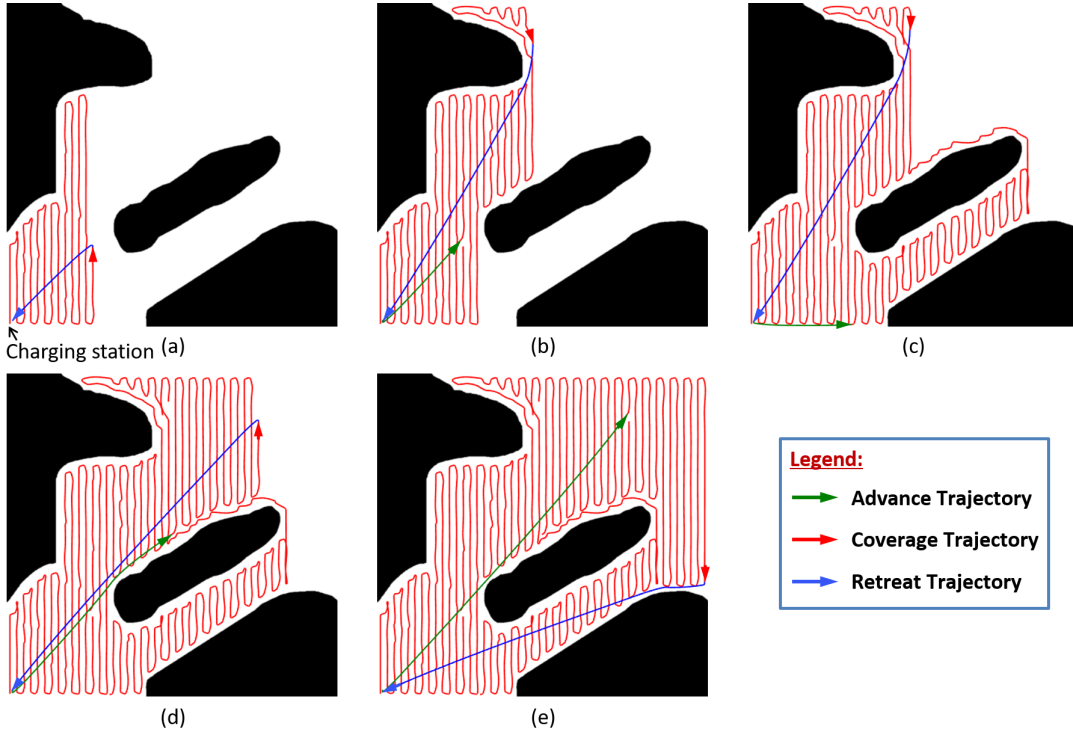 Charging station
(a)
(b)
(c)
(d)
(e)
Legend:
Advance Trajectory
Coverage Trajectory
Retreat Trajectory